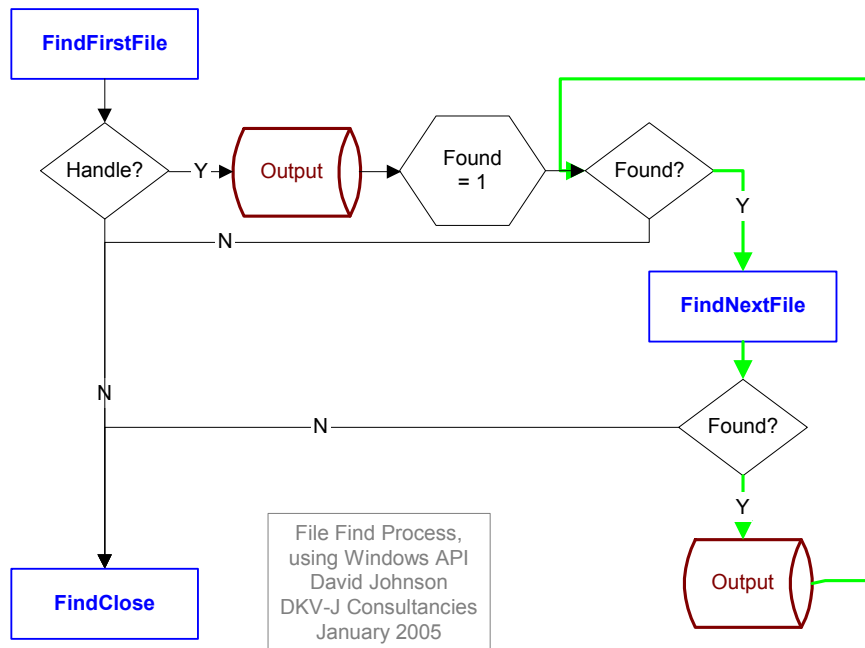 FindFirstFile
Handle?
Y
Output
Found
= 1
Found?
Y
N
FindNextFile
N
Found?
N
Y
File Find Process,
using Windows API
David Johnson
DKV-J Consultancies
January 2005
FindClose
Output